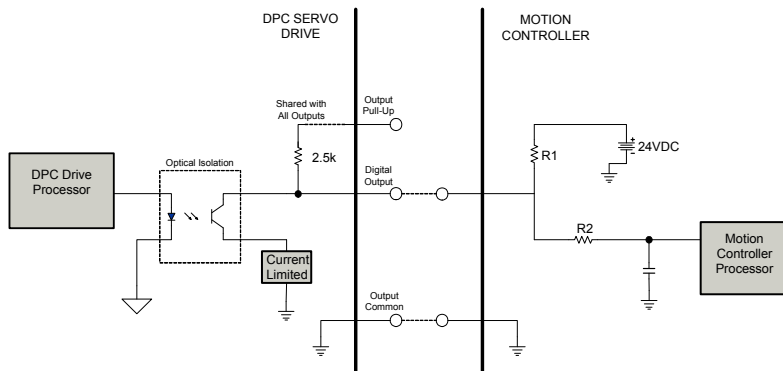 DPC SERVO
DRIVE
MOTION
CONTROLLER
Shared with
All Outputs
Output
Pull-Up
DPC Drive
Processor
Optical Isolation
2.5k
Digital
Output
R1
+
-
24VDC
R2
Motion
Controller
Processor
Current
Limited
Output
Common